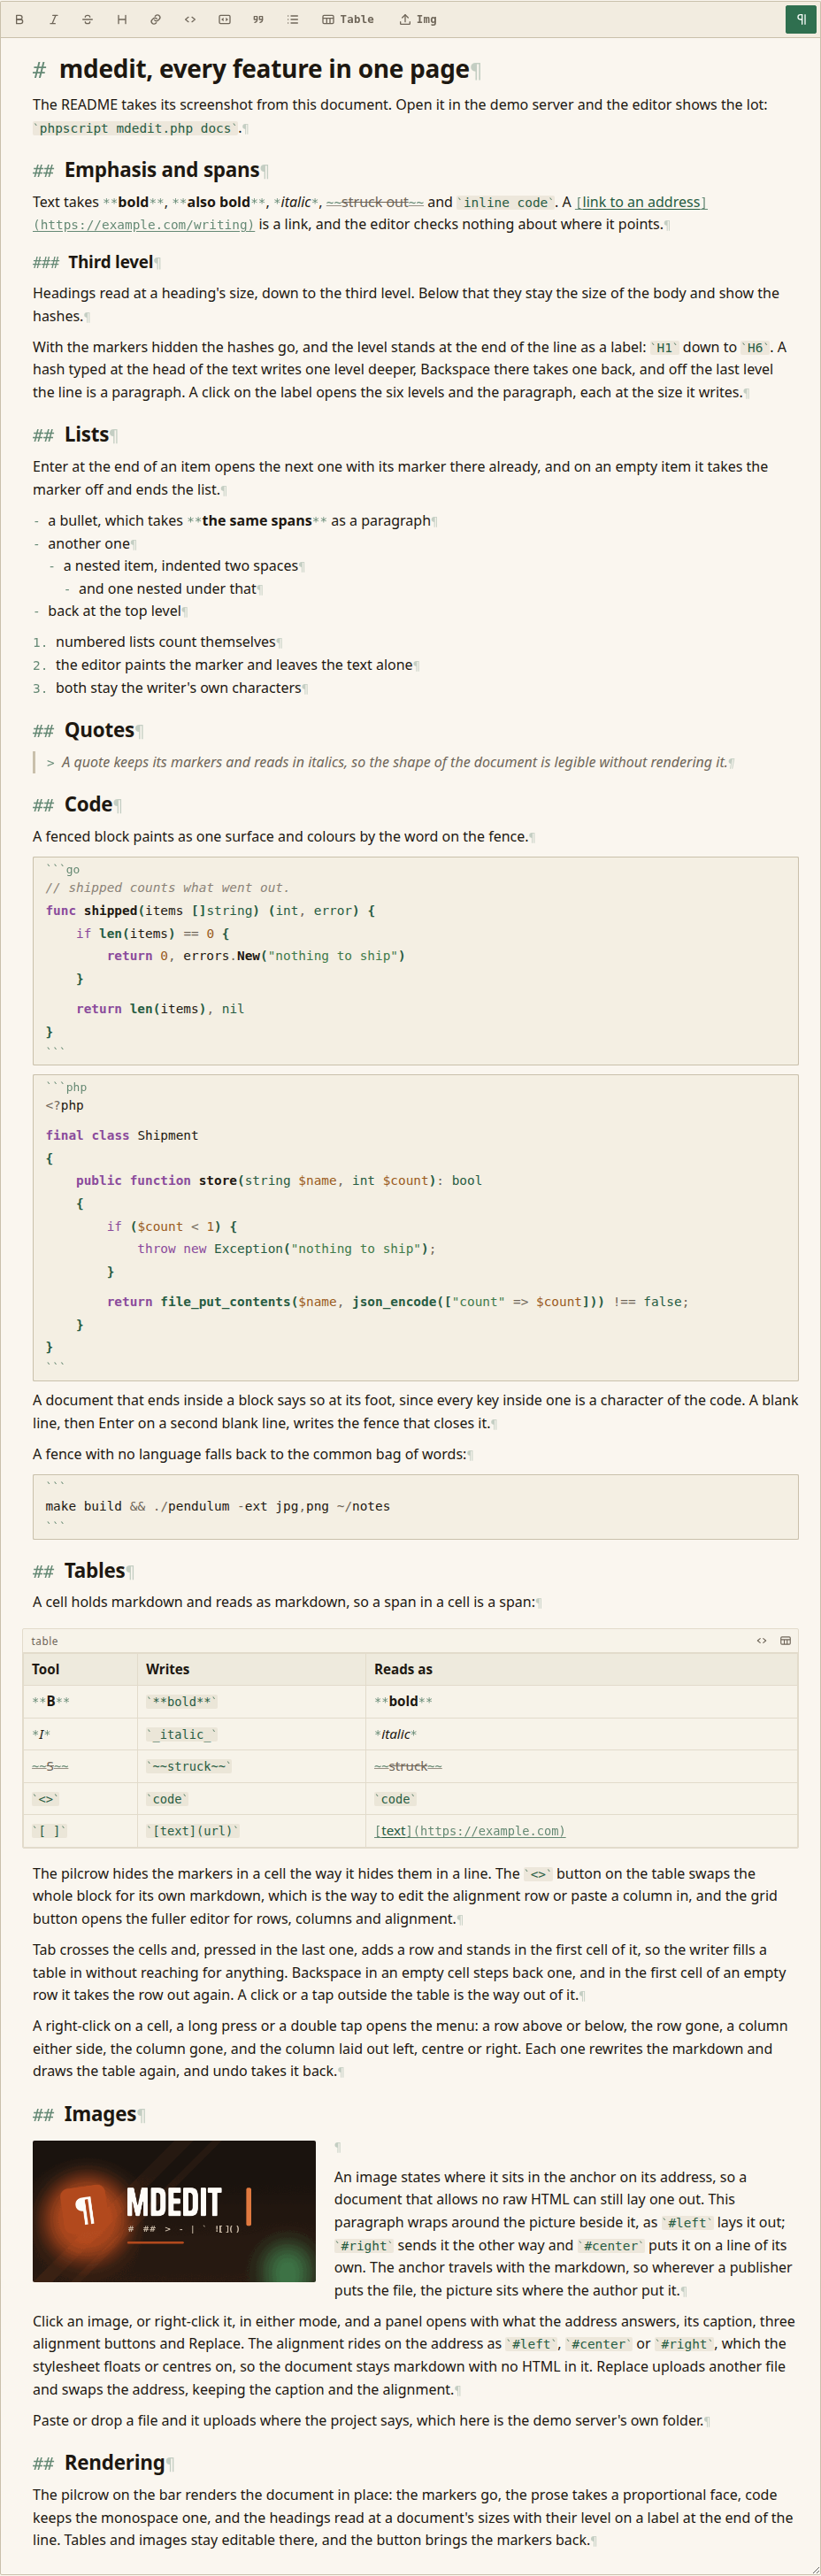 B I S H <> ” Table Img ¶
# mdedit, every feature in one page¶
The README takes its screenshot from this document. Open it in the demo server and the editor shows the lot:
`phpscript mdedit.php docs`.¶
## Emphasis and spans¶
Text takes **bold**, **also bold**, *italic*, ~~struck out~~ and `inline code`. A [link to an address]
(https://example.com/writing) is a link, and the editor checks nothing about where it points.¶
### Third level¶
Headings read at a heading's size, down to the third level. Below that they stay the size of the body and show the
hashes.¶
With the markers hidden the hashes go, and the level stands at the end of the line as a label: `H1` down to `H6`. A
hash typed at the head of the text writes one level deeper, Backspace there takes one back, and off the last level
the line is a paragraph. A click on the label opens the six levels and the paragraph, each at the size it writes.¶
## Lists¶
Enter at the end of an item opens the next one with its marker there already, and on an empty item it takes the
marker off and ends the list.¶
- a bullet, which takes **the same spans** as a paragraph¶
- another one¶
- a nested item, indented two spaces¶
- and one nested under that¶
- back at the top level¶
1. numbered lists count themselves¶
2. the editor paints the marker and leaves the text alone¶
3. both stay the writer's own characters¶
## Quotes¶
> A quote keeps its markers and reads in italics, so the shape of the document is legible without rendering it.¶
## Code¶
A fenced block paints as one surface and colours by the word on the fence.¶
```go
// shipped counts what went out.
func shipped(items []string) (int, error) {
    if len(items) == 0 {
        return 0, errors.New("nothing to ship")
    }
    return len(items), nil
}
```
```php
<?php
final class Shipment
{
    public function store(string $name, int $count): bool
    {
        if ($count < 1) {
            throw new Exception("nothing to ship");
        }
        return file_put_contents($name, json_encode(["count" => $count])) !== false;
    }
}
```
A document that ends inside a block says so at its foot, since every key inside one is a character of the code. A blank
line, then Enter on a second blank line, writes the fence that closes it.¶
A fence with no language falls back to the common bag of words:¶
```
make build && ./pendulum -ext jpg,png ~/notes
```
## Tables¶
A cell holds markdown and reads as markdown, so a span in a cell is a span:¶
table <>
Tool Writes Reads as
**B** `**bold**` **bold**
*I* `_italic_` *Italic*
~~S~~ `~~struck~~` ~~struck~~
`<>` `code` `code`
`[ ]` `[text](url)` [text](https://example.com)
The pilcrow hides the markers in a cell the way it hides them in a line. The `<>` button on the table swaps the
whole block for its own markdown, which is the way to edit the alignment row or paste a column in, and the grid
button opens the fuller editor for rows, columns and alignment.¶
Tab crosses the cells and, pressed in the last one, adds a row and stands in the first cell of it, so the writer fills a
table in without reaching for anything. Backspace in an empty cell steps back one, and in the first cell of an empty
row it takes the row out again. A click or a tap outside the table is the way out of it.¶
A right-click on a cell, a long press or a double tap opens the menu: a row above or below, the row gone, a column
either side, the column gone, and the column laid out left, centre or right. Each one rewrites the markdown and
draws the table again, and undo takes it back.¶
## Images¶
¶ MDEDIT
# ## > - | ` ![]()
¶
An image states where it sits in the anchor on its address, so a
document that allows no raw HTML can still lay one out. This
paragraph wraps around the picture beside it, as `#left` lays it out;
`#right` sends it the other way and `#center` puts it on a line of its
own. The anchor travels with the markdown, so wherever a publisher
puts the file, the picture sits where the author put it.¶
Click an image, or right-click it, in either mode, and a panel opens with what the address answers, its caption, three
alignment buttons and Replace. The alignment rides on the address as `#left`, `#center` or `#right`, which the
stylesheet floats or centres on, so the document stays markdown with no HTML in it. Replace uploads another file
and swaps the address, keeping the caption and the alignment.¶
Paste or drop a file and it uploads where the project says, which here is the demo server's own folder.¶
## Rendering¶
The pilcrow on the bar renders the document in place: the markers go, the prose takes a proportional face, code
keeps the monospace one, and the headings read at a document's sizes with their level on a label at the end of the
line. Tables and images stay editable there, and the button brings the markers back.¶